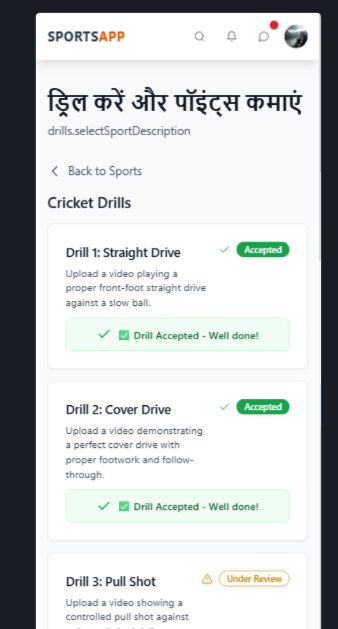 SPORTSAPP
ड्रिल करें और पॉइंट्स कमाएं
drills.selectSportDescription
Back to Sports
Cricket Drills
Drill 1: Straight Drive
Accepted
Upload a video playing a
proper front-foot straight drive
against a slow ball.
Drill Accepted - Well done!
Drill 2: Cover Drive
Accepted
Upload a video demonstrating
a perfect cover drive with
proper footwork and follow-
through.
Drill Accepted - Well done!
Drill 3: Pull Shot
Under Review
Upload a video showing a
controlled pull shot against